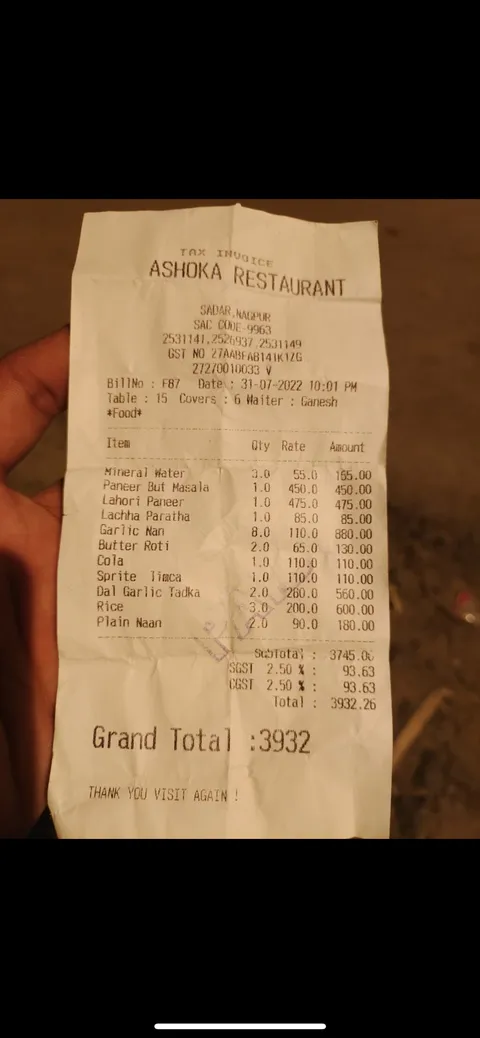 TAX INVOICE
ASHOKA RESTAURANT
SADAR,NAGPUR
SAC CODE-9963
2531141,2526937,2531149
GST NO 27AABFAB141K1ZG
27270010033 V
BillNo : F87 Date : 31-07-2022 10:01 PM
Table : 15 Covers : 6 Waiter : Ganesh
*Food*
Item Qty Rate Amount
Mineral Water 3.0 55.0 165.00
Paneer But Masala 1.0 450.0 450.00
Lahori Paneer 1.0 475.0 475.00
Lachha Paratha 1.0 85.0 85.00
Garlic Nan 8.0 110.0 880.00
Butter Roti 2.0 65.0 130.00
Cola 1.0 110.0 110.00
Sprite Limca 1.0 110.0 110.00
Dal Garlic Tadka 2.0 280.0 560.00
Rice 3.0 200.0 600.00
Plain Naan 2.0 90.0 180.00
SubTotal : 3745.00
SGST 2.50 % : 93.63
CGST 2.50 % : 93.63
Total : 3932.26
Grand Total :3932
THANK YOU VISIT AGAIN !